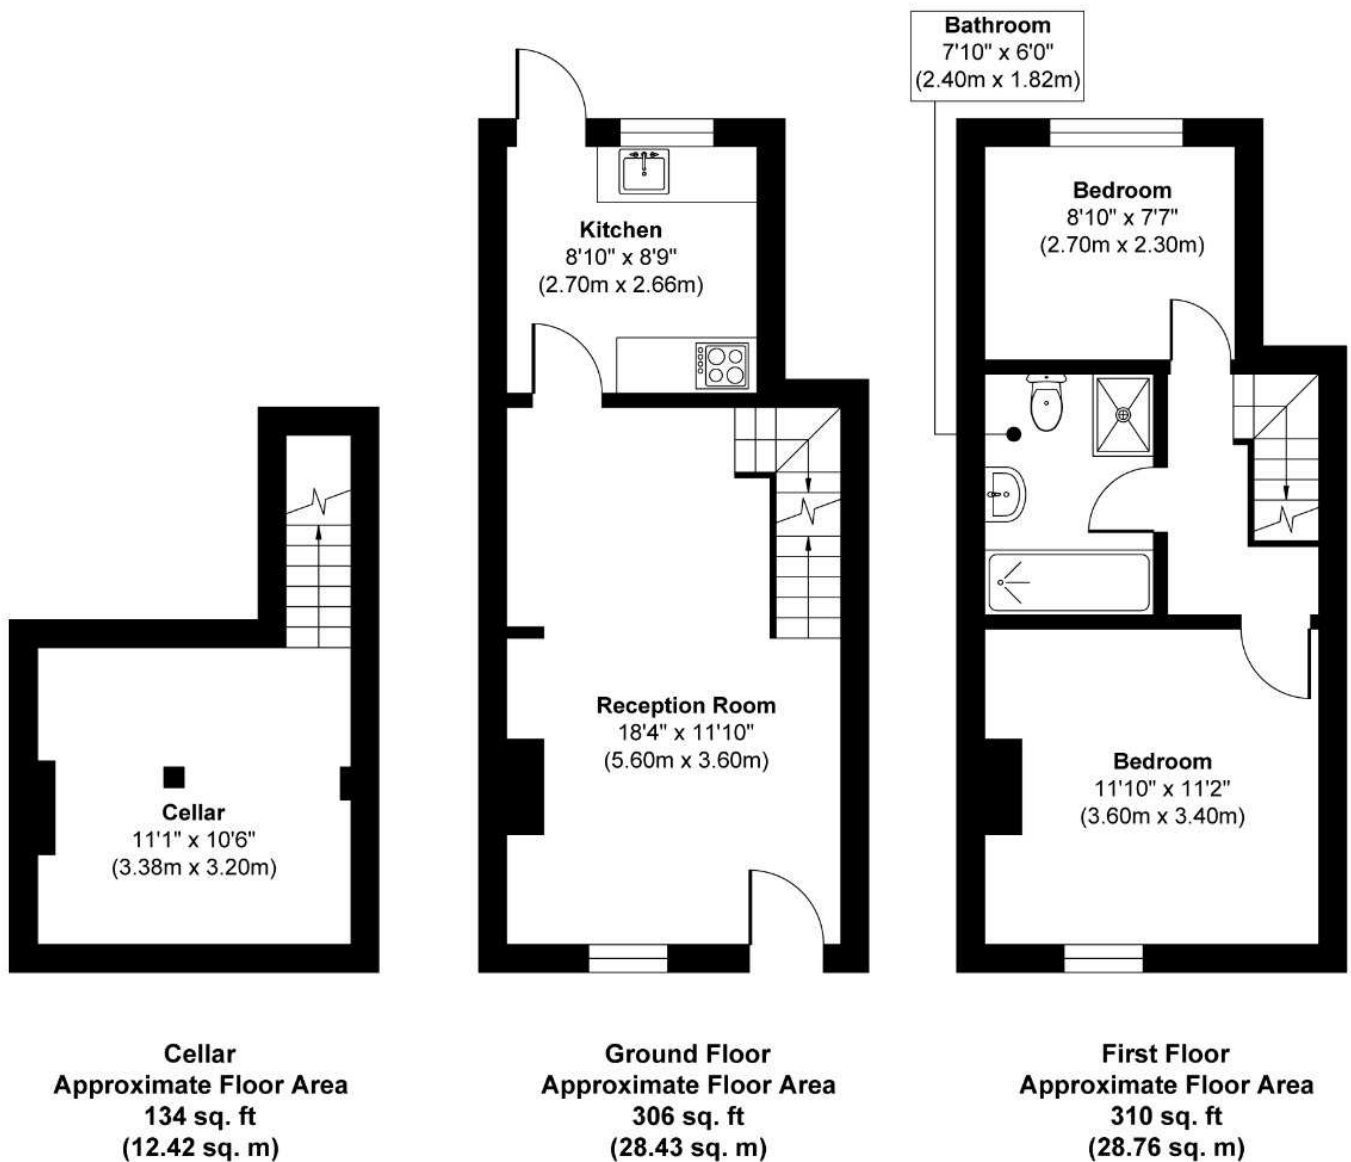 Bathroom
7'10" x 6'0"
(2.40m x 1.82m)
Bedroom
8'10" x 7'7"
(2.70m x 2.30m)
Kitchen
8'10" x 8'9"
(2.70m x 2.66m)
Reception Room
18'4" x 11'10"
(5.60m x 3.60m)
Bedroom
11'10" x 11'2"
(3.60m x 3.40m)
Cellar
11'1" x 10'6"
(3.38m x 3.20m)
Cellar
Approximate Floor Area
134 sq. ft
(12.42 sq. m)
Ground Floor
Approximate Floor Area
306 sq. ft
(28.43 sq. m)
First Floor
Approximate Floor Area
310 sq. ft
(28.76 sq. m)